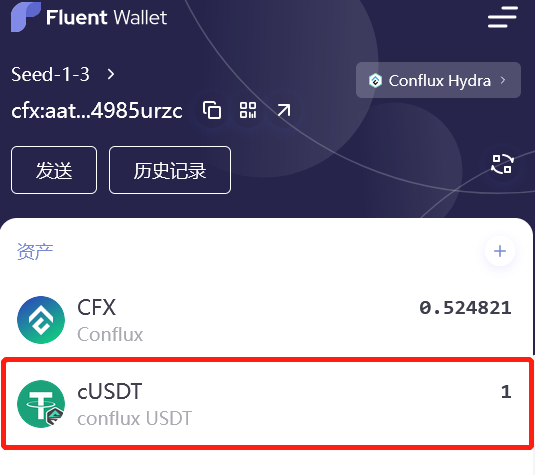 Fluent Wallet
Seed-1-3
Conflux Hydra
cfx:aat...4985urzc
发送
历史记录
资产
CFX
0.524821
Conflux
cUSDT
1
conflux USDT